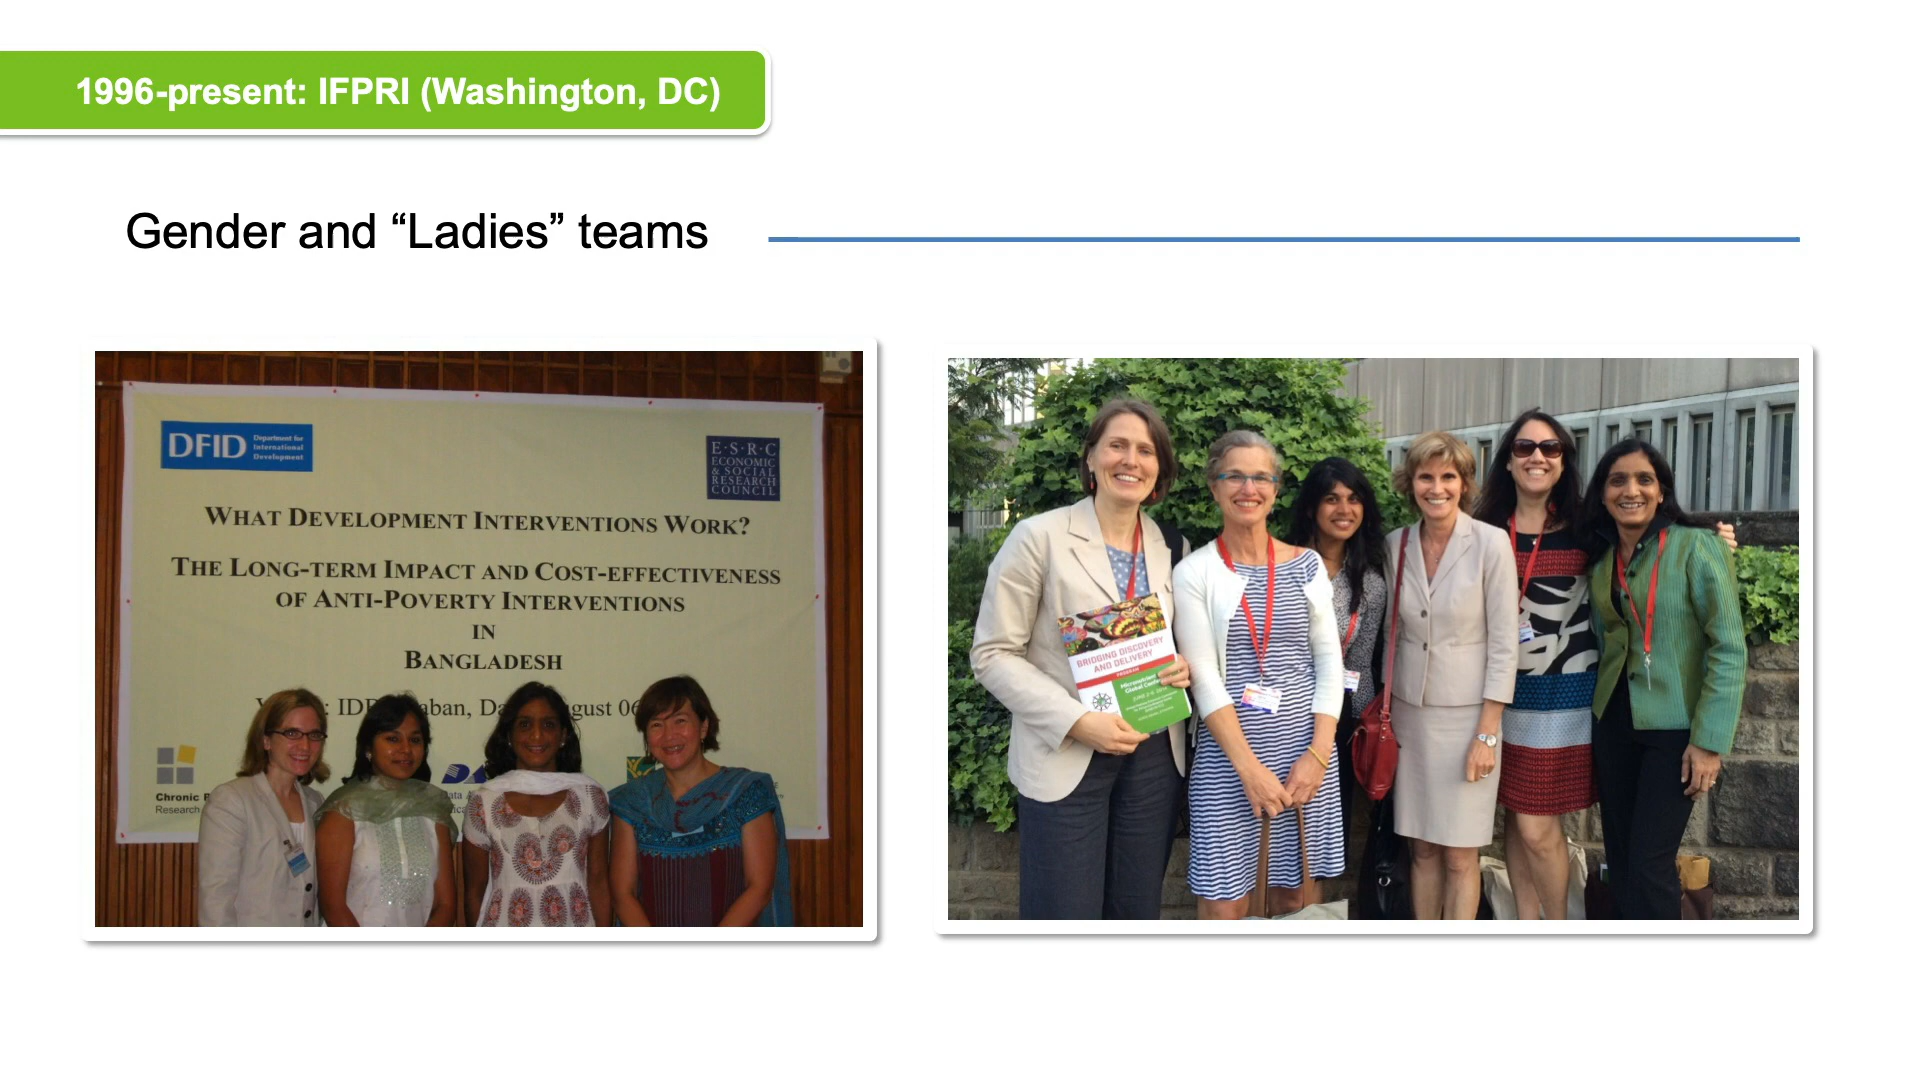 1996-present: IFPRI (Washington, DC)
Gender and “Ladies” teams
DFID
Department for
International
Development
E·S·R·C
ECONOMIC
& SOCIAL
RESEARCH
COUNCIL
WHAT DEVELOPMENT INTERVENTIONS WORK?
THE LONG-TERM IMPACT AND COST-EFFECTIVENESS
OF ANTI-POVERTY INTERVENTIONS
IN
BANGLADESH
Chronic
Research
BRIDGING DISCOVERY
AND DELIVERY
PROGRAM
Global